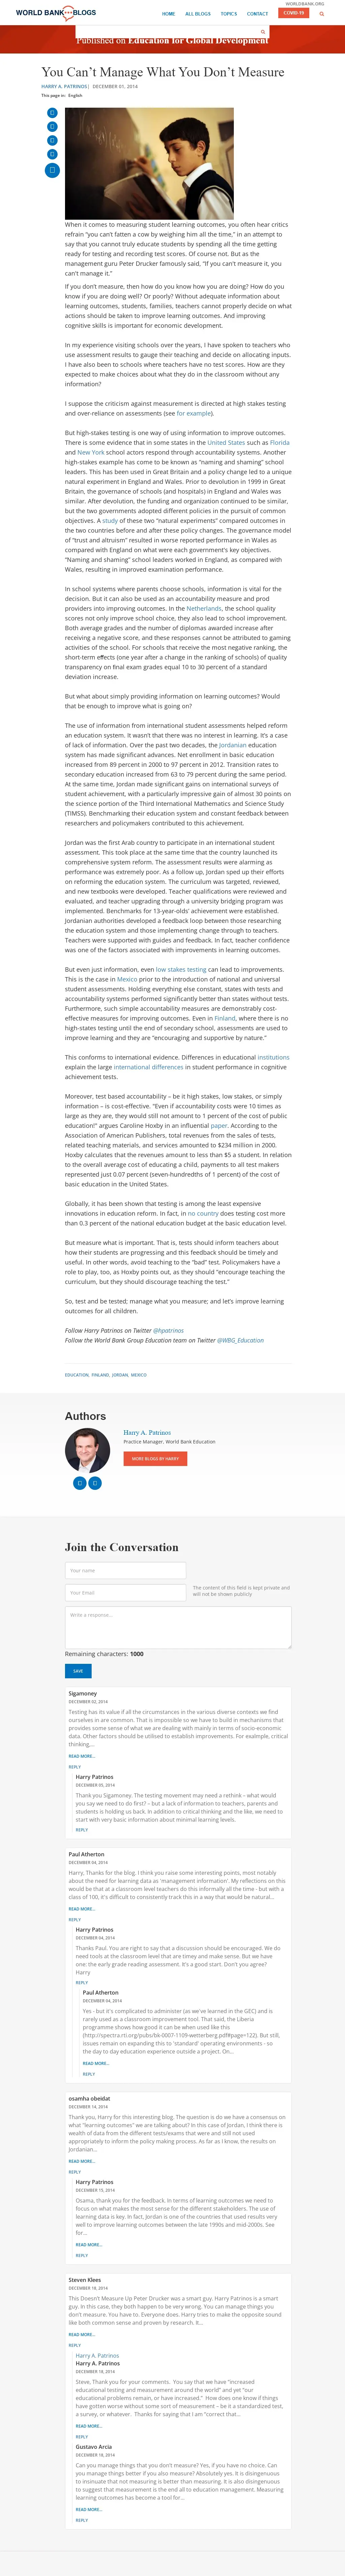 WORLDBANK.ORG
WORLD BANK BLOGS
HOME ALL BLOGS TOPICS CONTACT COVID-19
Published on Education for Global Development
You Can’t Manage What You Don’t Measure
HARRY A. PATRINOS| DECEMBER 01, 2014
This page in: English
When it comes to measuring student learning outcomes, you often hear critics
refrain “you can’t fatten a cow by weighing him all the time,” in an attempt to
say that you cannot truly educate students by spending all the time getting
ready for testing and recording test scores. Of course not. But as the
management guru Peter Drucker famously said, “if you can’t measure it, you
can’t manage it.”
If you don’t measure, then how do you know how you are doing? How do you
know if you are doing well? Or poorly? Without adequate information about
learning outcomes, students, families, teachers cannot properly decide on what
actions should be taken to improve learning outcomes. And improving
cognitive skills is important for economic development.
In my experience visiting schools over the years, I have spoken to teachers who
use assessment results to gauge their teaching and decide on adaptations. But
I have also been to schools where teachers have no test scores. How are they
expected to make choices about what they do in the classroom without any
information?
I suppose the criticism against measurement is directed at high stakes testing
and over-reliance on assessments (see for example).
But high-stakes testing is one way of using information to improve outcomes.
There is some evidence that in some states in the United States such as Florida
and New York school actors respond through accountability systems. Another
high-stakes example has come to be known as “naming and shaming” school
leaders. This has been used in Great Britain and a policy change led to a unique
natural experiment in England and Wales. Prior to devolution in 1999 in Great
Britain, the governance of schools (and hospitals) in England and Wales was
similar. After devolution, the funding and organization continued to be similar,
but the two governments adopted different policies in the pursuit of common
objectives. A study of these two “natural experiments” compared outcomes in
the two countries before and after these policy changes. The governance model
of “trust and altruism” resulted in worse reported performance in Wales as
compared with England on what were each government’s key objectives.
“Naming and shaming” school leaders worked in England, as compared with
Wales, resulting in an improvement in examination performance.
In school systems where parents choose schools, information is vital to the
decision. But it can also be used as an accountability measure and prod
providers into improving outcomes. In the Netherlands, the school quality
scores not only improve school choice, they also lead to school improvement.
Both average grades and the number of diplomas awarded increase after
receiving a negative score, and these responses cannot be attributed to gaming
activities of schools. For schools that receive the most negative ranking, the
short-term effects (one year after a change in the ranking of schools) of quality
transparency on final exam grades equal 10 to 30 percent of a standard
deviation increase.
But what about simply providing information on learning outcomes? Would
that be enough to improve what is going on?
The use of information from international student assessments helped reform
an education system. It wasn’t that there was no interest in learning. It’s a case
of lack of information. Over the past two decades, the Jordanian education
system has made significant advances. Net enrollment in basic education
increased from 89 percent in 2000 to 97 percent in 2012. Transition rates to
secondary education increased from 63 to 79 percent during the same period.
At the same time, Jordan made significant gains on international surveys of
student achievement, with a particularly impressive gain of almost 30 points on
the science portion of the Third International Mathematics and Science Study
(TIMSS). Benchmarking their education system and constant feedback between
researchers and policymakers contributed to this achievement.
Jordan was the first Arab country to participate in an international student
assessment. This took place at the same time that the country launched its
comprehensive system reform. The assessment results were alarming as
performance was below expectations. As a follow up, Jordan sped up their efforts
on reforming the education system. The curriculum was targeted, reviewed,
and new textbooks were developed. Teacher Qualifications were reviewed and
evaluated, and teacher upgrading through a university bridging program was
implemented. Benchmarking of 13-year-olds’ achievement were established.
Jordanian authorities developed a feedback loop between those researching
the education system and those implementing change through instructions.
Teachers were supported with guides and feedback. In fact, teacher confidence
was one of the areas associated with improvements in learning outcomes.
But even just information, even low stakes testing can lead to improvements.
This is the case in Mexico prior to the introduction of national and universal
student assessments. Higher results were associated with states with tests and
accountability systems performed significantly better than those without.
Furthermore, such simple accountability measures are demonstrably cost-
effective for improving outcomes. Even in Finland, where there is no
high-stakes testing until the end of secondary school, assessments are used to
improve learning and are said to be “encouraging and supportive by nature.”
This conforms to international evidence. Differences in educational institutions
explain the large international differences in student performance in cognitive
achievement tests.
Moreover, test based accountability – be it high stakes, low stakes, or simply
information – is cost-effective. “Even if accountability costs were 10 times as
large as they are, they would still not amount to 1 percent of the cost of public
education!” argues Caroline Hoxby in an influential paper. According to the
Association of American Publishers, total revenues from the sales of tests,
related teaching materials, and services amounted to $234 million in 2000.
Hoxby calculates that the revenues amount to less than $5 a student. In relation
to the overall average cost of educating a child, payments to all test makers
represent just 0.07 percent (seven-hundredths of 1 percent) of the cost of
basic education in the United States.
Globally, it has been shown that testing is among the least expensive
innovations in education reform. In fact, in no country does testing cost more
than 0.3 percent of the national budget at the basic education level.
But measure what is important. That is, inform teachers and students about
how their students are progressing and this feedback should be timely and
useful. In other words, avoid teaching to the “bad” test. Policymakers have a
role to play, too, as Hoxby points out, as they should “encourage teaching the
curriculum, but they should discourage teaching the test.”
So, test and be tested; manage what you measure; and let’s improve learning
outcomes for all children.
Follow Harry Patrinos on Twitter @hpatrinos
Follow the World Bank Group Education team on Twitter @WBG_Education
EDUCATION, FINLAND, JORDAN, MEXICO
Authors
Harry A. Patrinos
Practice Manager, World Bank Education
MORE BLOGS BY HARRY
Join the Conversation
Your name
Your Email
The content of this field is kept private and
will not be shown publicly
Write a response...
Remaining characters: 1000
SAVE
Sigamoney
DECEMBER 02, 2014
Testing has its value if all the circumstances in the various diverse contexts we find
ourselves in are common. That is impossible so we have to build in mechanisms that
provides some sense of what we are dealing with mainly in terms of socio-economic
data. Other factors must be utilised to establish improvements. For example, critical
thinking,...
READ MORE...
REPLY
Harry Patrinos
DECEMBER 05, 2014
Thank you Sigamoney. The testing movement may need a rethink - what would
you say we need to do first? – but a lack of information to teachers, parents and
students is holding us back. In addition to critical thinking and the like, we need to
start with very particular information about minimal learning levels.
REPLY
Paul Atherton
DECEMBER 04, 2014
Harry, Thanks for the blog. I think you raise some interesting points, most notably
about the need for learning data as 'management information'. My reflections on this
would be that at a classroom level teachers do this informally all the time - but with a
class of 100, it's difficult to consistently track this in a way that would be natural...
READ MORE...
REPLY
Harry Patrinos
DECEMBER 04, 2014
Thanks Paul. You are right to say that a discussion should be encouraged. We do
need tools at the classroom level that are timey and most valuable. But we have
one: the early grade reading assessment. It’s a good start. Don’t you agree?
Harry
REPLY
Paul Atherton
DECEMBER 04, 2014
Yes - but it's complicated to administer (as we've learned in the GEC) and is
rarely used as a classroom improvement tool. That said, the Liberia
programme shows how good it can be when used like this
(http://spectra.rti.org/pubs/bk-0007-1109-wetterberg.pdf#page=122). But still,
issues remain on expanding this to 'standard' operating environments - so
the day to day education experience outside a project. On...
READ MORE...
REPLY
osamha obeidat
DECEMBER 14, 2014
Thank you, Harry for this interesting blog. The question is do we have a consensus on
what "learning outcomes" we are talking about? in this case of Jordan, I think there is
wealth of data from different tests and surveys that were not appropriately
interpreted to inform the policy making process. As far as I know, the results on
Jordanian...
READ MORE...
REPLY
Harry Patrinos
DECEMBER 15, 2014
Osama, thank you for the feedback. In terms of learning outcomes we need to
focus on what make the most sense for the different stakeholders. The use of
learning data is key. In fact, Jordan is one of the countries that used results very
well to improve learning outcomes between the late 1990s and mid-2000s. See
for...
READ MORE...
REPLY
Steven Klees
DECEMBER 18, 2014
This Doesn’t Measure Up Peter Drucker was a smart guy. Harry Patrinos is a smart
guy. In this case, they both happen to be very wrong. You can manage things you
don’t measure. You have to. Everyone does. Harry tries to make the opposite sound
like both common sense and proven by research. It...
READ MORE...
REPLY
Harry A. Patrinos
Harry A. Patrinos
DECEMBER 18, 2014
Steve, Thank you for your comments. You say that we have “increased
educational testing and measurement around the world” and yet “our
educational problems remain, or have increased.” How does one know if things
have gotten worse without some sort of measurement – be it a standardized test,
a survey, or whatever. Thanks for saying that I am “correct that...
READ MORE...
REPLY
Gustavo Arcia
DECEMBER 18, 2014
Can you manage things that you don’t measure? Yes, if you have no choice. Can
you manage things better if you also measure? Absolutely yes. It is disingenuous
to insinuate that not measuring is better than measuring. It is also disingenuous to
suggest that measurement is the end all to education management. Measuring
learning outcomes has become a tool for...
READ MORE...
REPLY